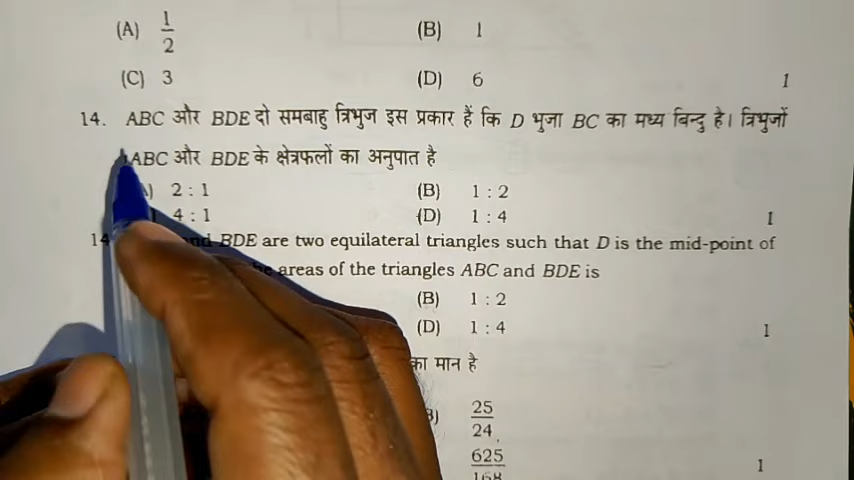 (A) 1/2 (B) 1
(C) 3 (D) 6 1
14. ABC और BDE दो समबाहु त्रिभुज इस प्रकार हैं कि D भुजा BC का मध्य बिन्दु है। त्रिभुजों
ABC और BDE के क्षेत्रफलों का अनुपात है
2 : 1 (B) 1 : 2
4 : 1 (D) 1 : 4 1
14 and BDE are two equilateral triangles such that D is the mid-point of
areas of the triangles ABC and BDE is
(B) 1 : 2
(D) 1 : 4 1
का मान है
25/24
625/168 1